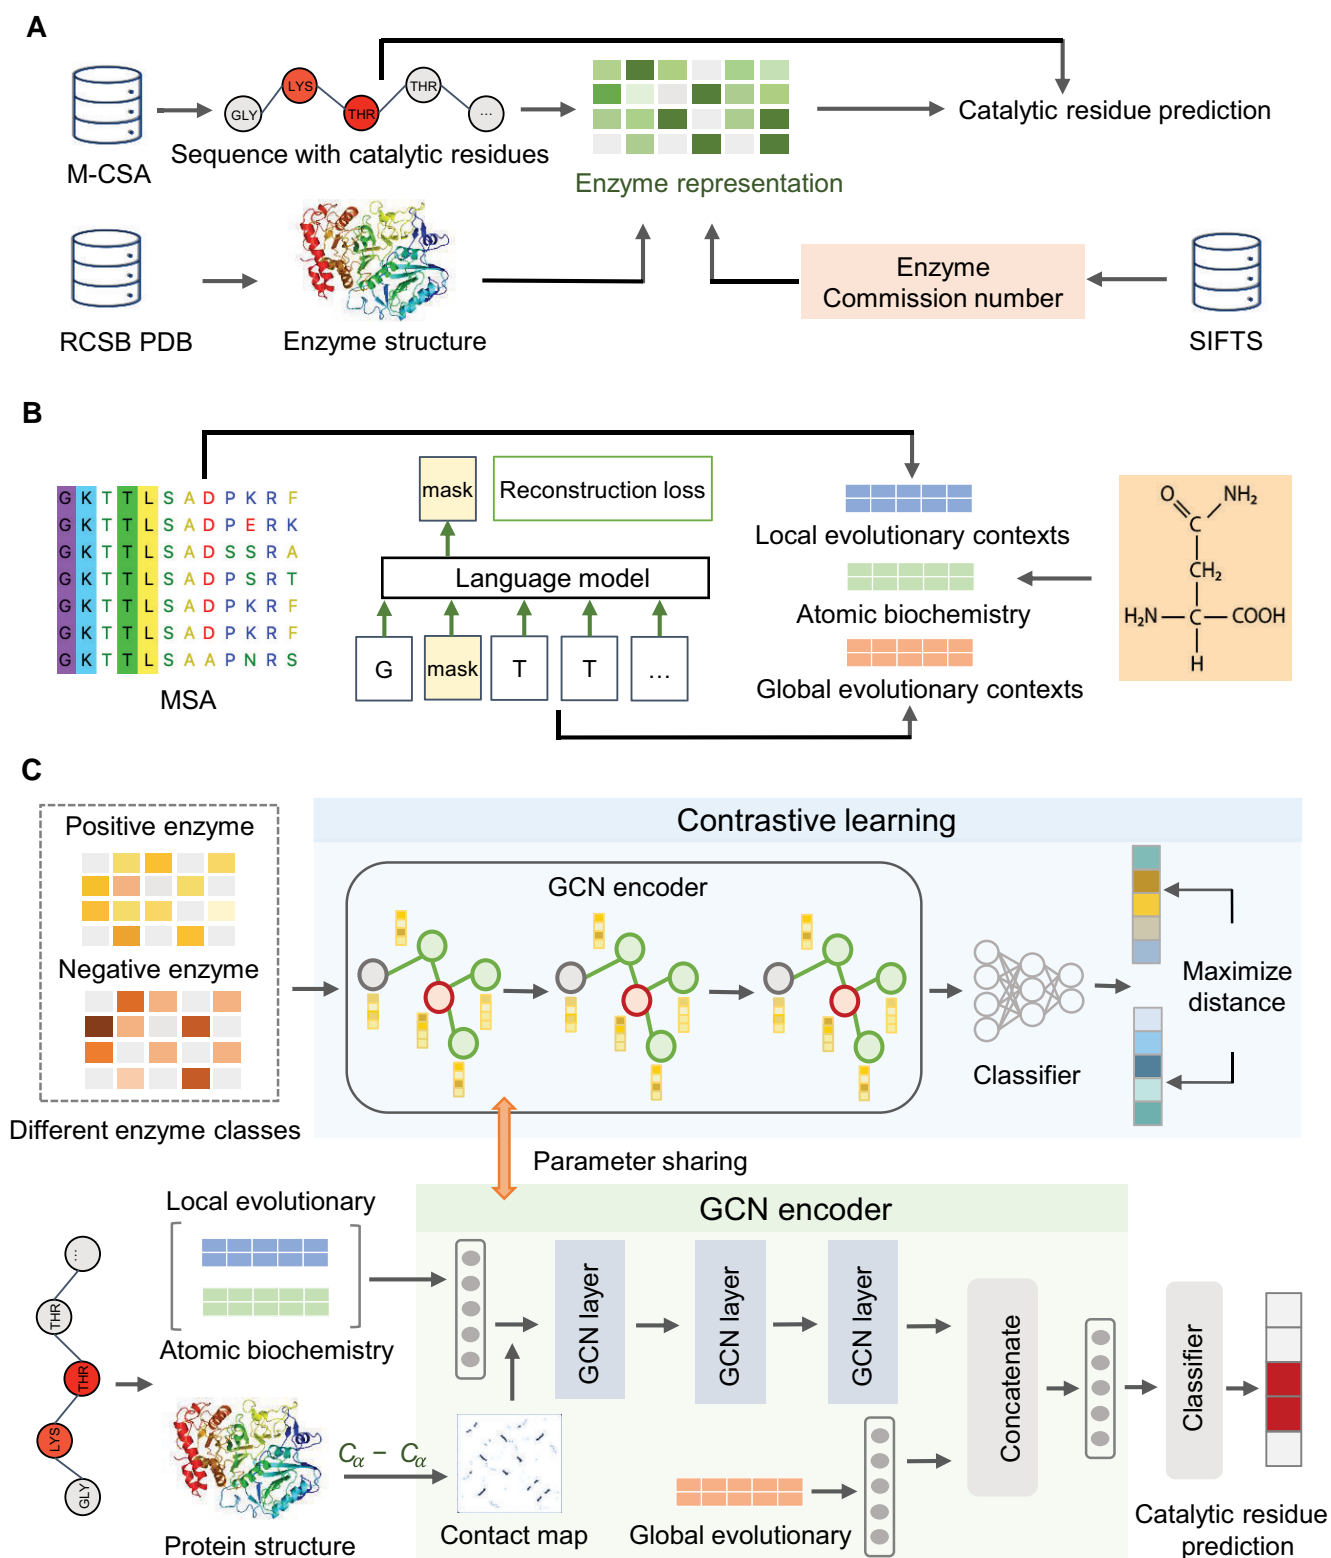 A
M-CSA
GLY
LYS
THR
THR
...
Sequence with catalytic residues
Enzyme representation
Catalytic residue prediction
RCSB PDB
Enzyme structure
Enzyme
Commission number
SIFTS
B
G K T T L S A D P K R F
G K T T L S A D P E R K
G K T T L S A D S S R A
G K T T L S A D P S R T
G K T T L S A D P K R F
G K T T L S A D P K R F
G K T T L S A A P N R S
MSA
mask
Reconstruction loss
Language model
G
mask
T
T
...
Local evolutionary contexts
Atomic biochemistry
Global evolutionary contexts
O
NH₂
C
CH₂
H₂N—C—COOH
H
C
Positive enzyme
Negative enzyme
Different enzyme classes
Contrastive learning
GCN encoder
Classifier
Maximize
distance
Parameter sharing
...
THR
THR
LYS
GLY
Local evolutionary
Atomic biochemistry
Protein structure
Cα − Cα
GCN encoder
GCN layer
GCN layer
GCN layer
Contact map
Global evolutionary
Concatenate
Classifier
Catalytic residue
prediction